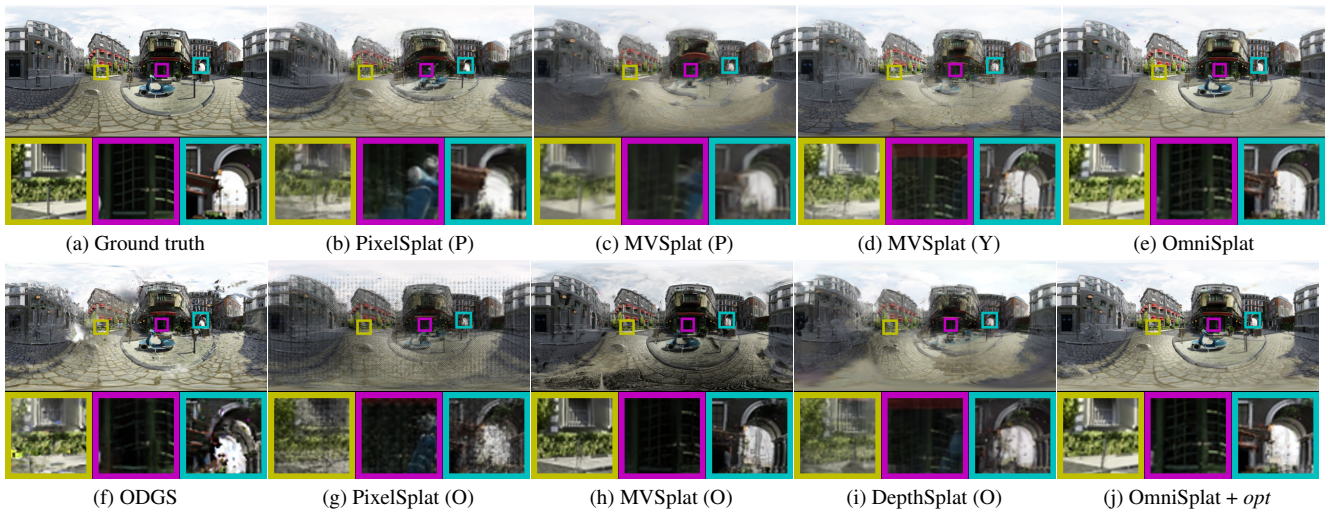 (a) Ground truth
(b) PixelSplat (P)
(c) MVSplat (P)
(d) MVSplat (Y)
(e) OmniSplat
(f) ODGS
(g) PixelSplat (O)
(h) MVSplat (O)
(i) DepthSplat (O)
(j) OmniSplat + opt